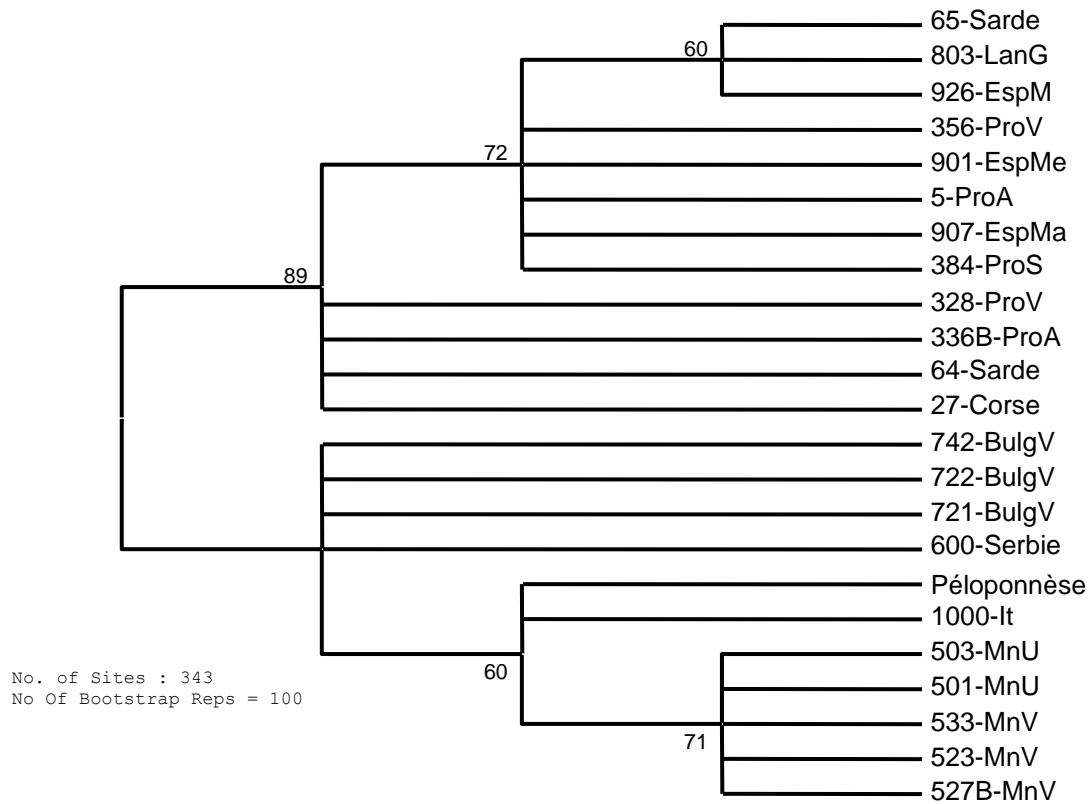 65-Sarde
60
803-LanG
926-EspM
356-ProV
72
901-EspMe
5-ProA
907-EspMa
384-ProS
89
328-ProV
336B-ProA
64-Sarde
27-Corse
742-BulgV
722-BulgV
721-BulgV
600-Serbie
Péloponnèse
1000-It
503-MnU
60
No. of Sites : 343
No Of Bootstrap Reps = 100
501-MnU
533-MnV
71
523-MnV
527B-MnV